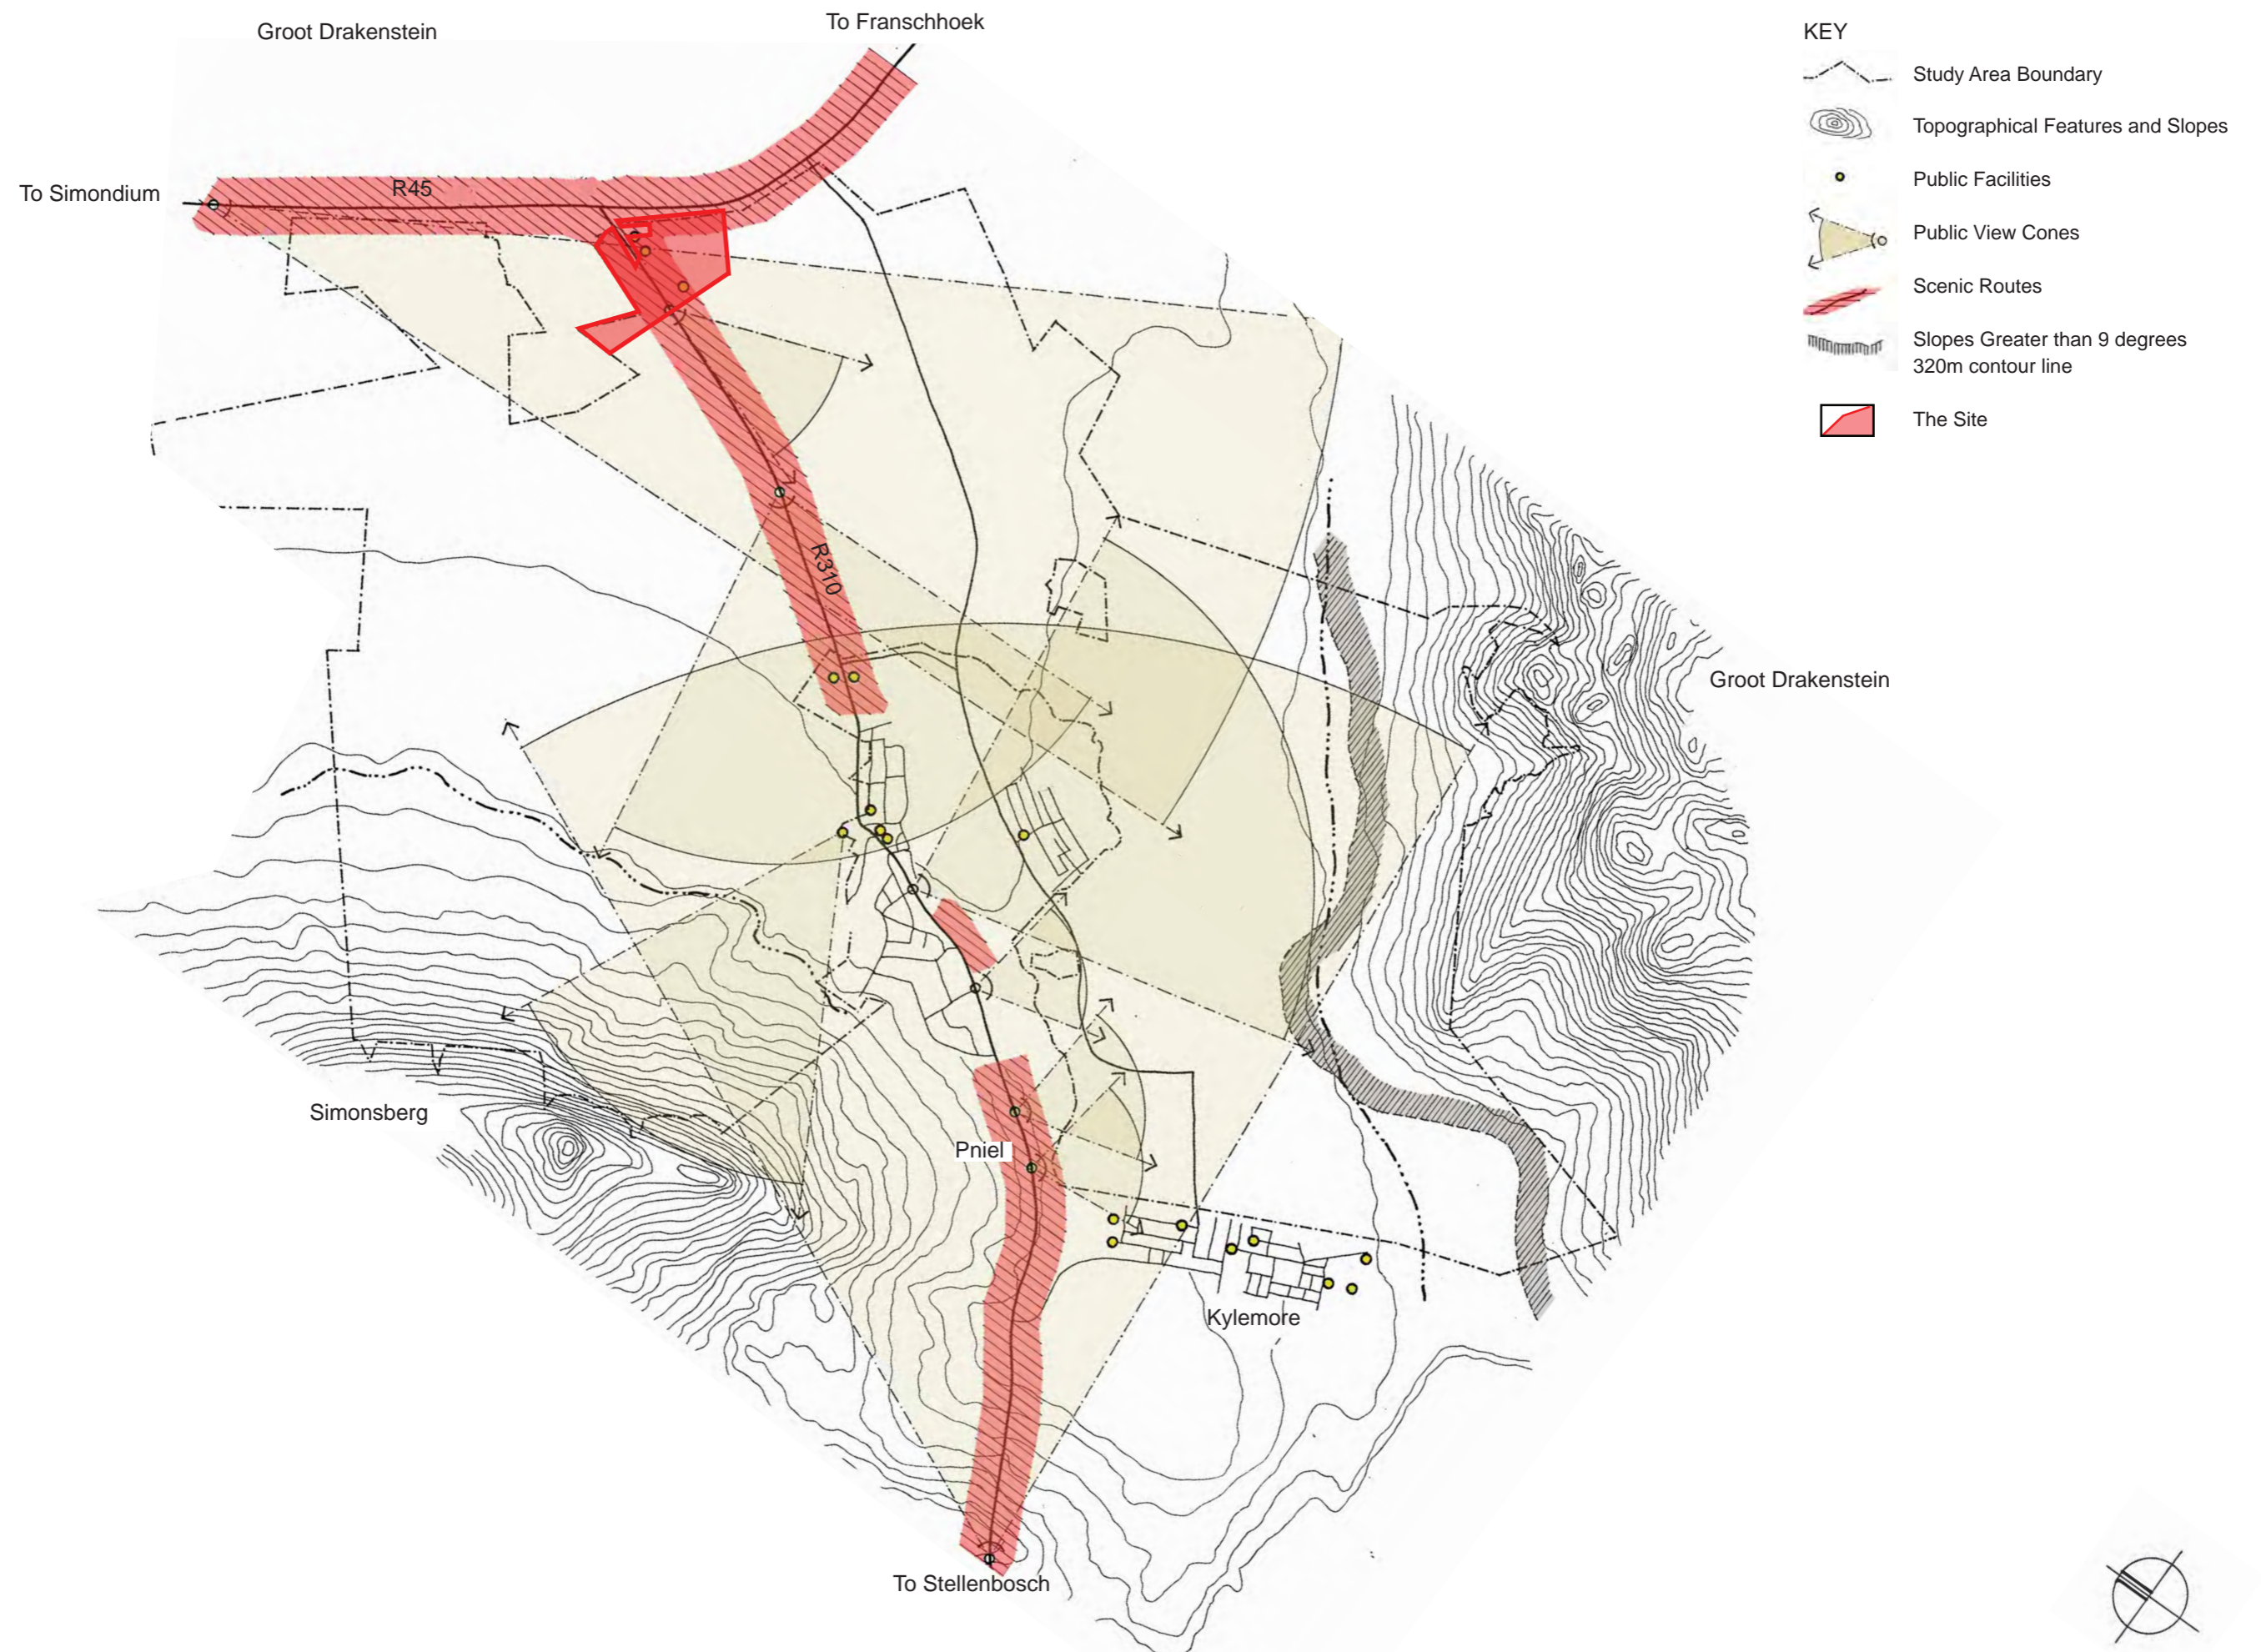 Groot Drakenstein
To Franschhoek
To Simondium
R45
R310
Groot Drakenstein
Simonsberg
Pniel
Kylemore
To Stellenbosch
KEY
Study Area Boundary
Topographical Features and Slopes
Public Facilities
Public View Cones
Scenic Routes
Slopes Greater than 9 degrees
320m contour line
The Site